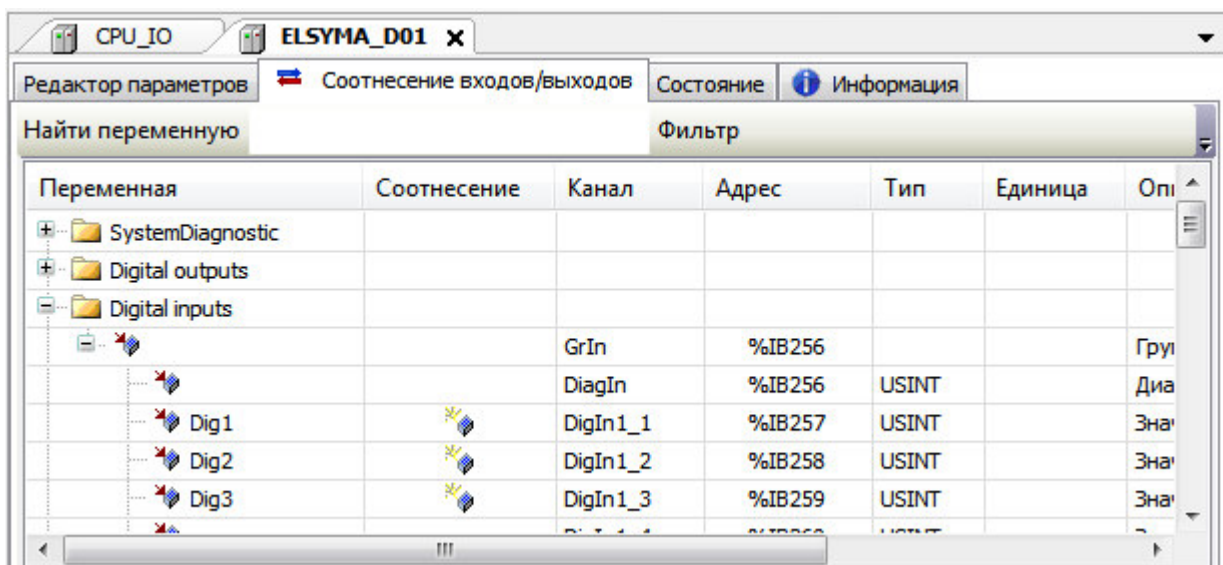 CPU_IO ELSYMA_D01
Редактор параметров Соотнесение входов/выходов Состояние Информация
Найти переменную Фильтр
Переменная Соотнесение Канал Адрес Тип Единица
SystemDiagnostic
Digital outputs
Digital inputs
GrIn %IB256
DiagIn %IB256 USINT
Dig1 DigIn1_1 %IB257 USINT
Dig2 DigIn1_2 %IB258 USINT
Dig3 DigIn1_3 %IB259 USINT